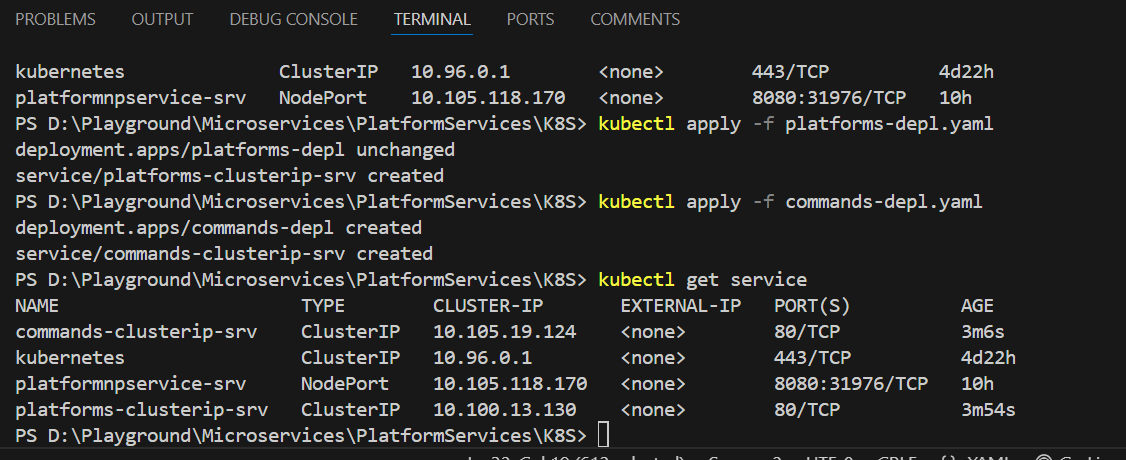 PROBLEMS OUTPUT DEBUG CONSOLE TERMINAL PORTS COMMENTS
kubernetes ClusterIP 10.96.0.1 <none> 443/TCP 4d22h
platformnpservice-srv NodePort 10.105.118.170 <none> 8080:31976/TCP 10h
PS D:\Playground\Microservices\PlatformServices\K8S> kubectl apply -f platforms-depl.yaml
deployment.apps/platforms-depl unchanged
service/platforms-clusterip-srv created
PS D:\Playground\Microservices\PlatformServices\K8S> kubectl apply -f commands-depl.yaml
deployment.apps/commands-depl created
service/commands-clusterip-srv created
PS D:\Playground\Microservices\PlatformServices\K8S> kubectl get service
NAME TYPE CLUSTER-IP EXTERNAL-IP PORT(S) AGE
commands-clusterip-srv ClusterIP 10.105.19.124 <none> 80/TCP 3m6s
kubernetes ClusterIP 10.96.0.1 <none> 443/TCP 4d22h
platformnpservice-srv NodePort 10.105.118.170 <none> 8080:31976/TCP 10h
platforms-clusterip-srv ClusterIP 10.100.13.130 <none> 80/TCP 3m54s
PS D:\Playground\Microservices\PlatformServices\K8S>